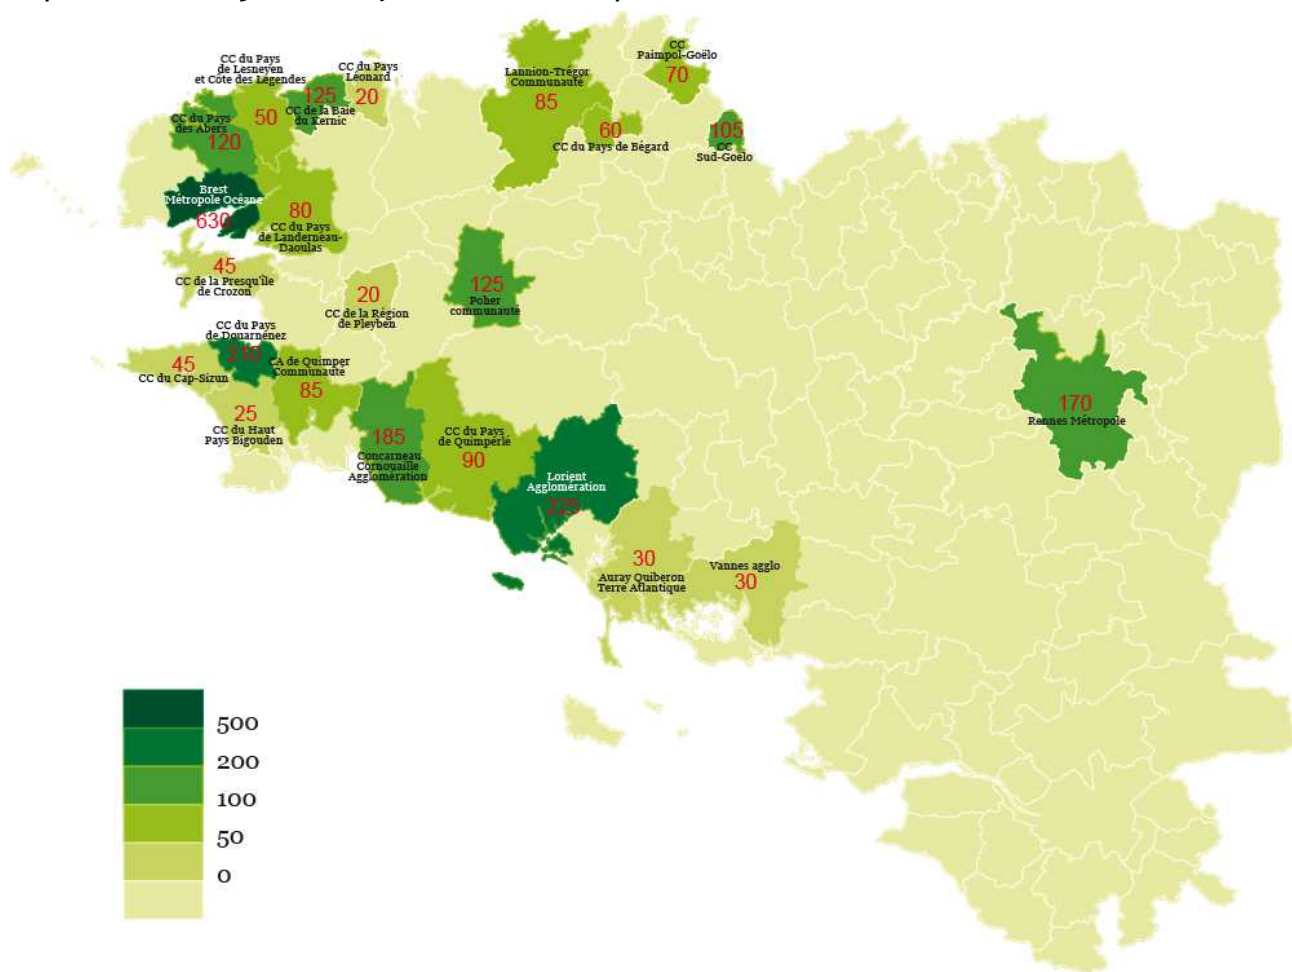 CC du Pays
de Lesneven
et Côte des Légendes
50
125
CC de la Baie
du Kernic
CC du Pays
Léonard
20
CC du Pays
des Abers
120
Lannion-Trégor
Communauté
85
CC
Paimpol-Goëlo
70
60
CC du Pays de Bégard
105
CC
Sud-Goelo
Brest
Métropole Océane
630
80
CC du Pays
de Landerneau-
Daoulas
45
CC de la Presqu'île
de Crozon
20
CC de la Région
de Pleyben
125
Poher
communauté
CC du Pays
de Douarnenez
210
45
CC du Cap-Sizun
CA de Quimper
Communauté
85
25
CC du Haut
Pays Bigouden
185
Concarneau
Cornouaille
Agglomération
CC du Pays
de Quimperlé
90
Lorient
Agglomération
225
170
Rennes Métropole
30
Auray Quiberon
Terre Atlantique
Vannes agglo
30
500
200
100
50
0